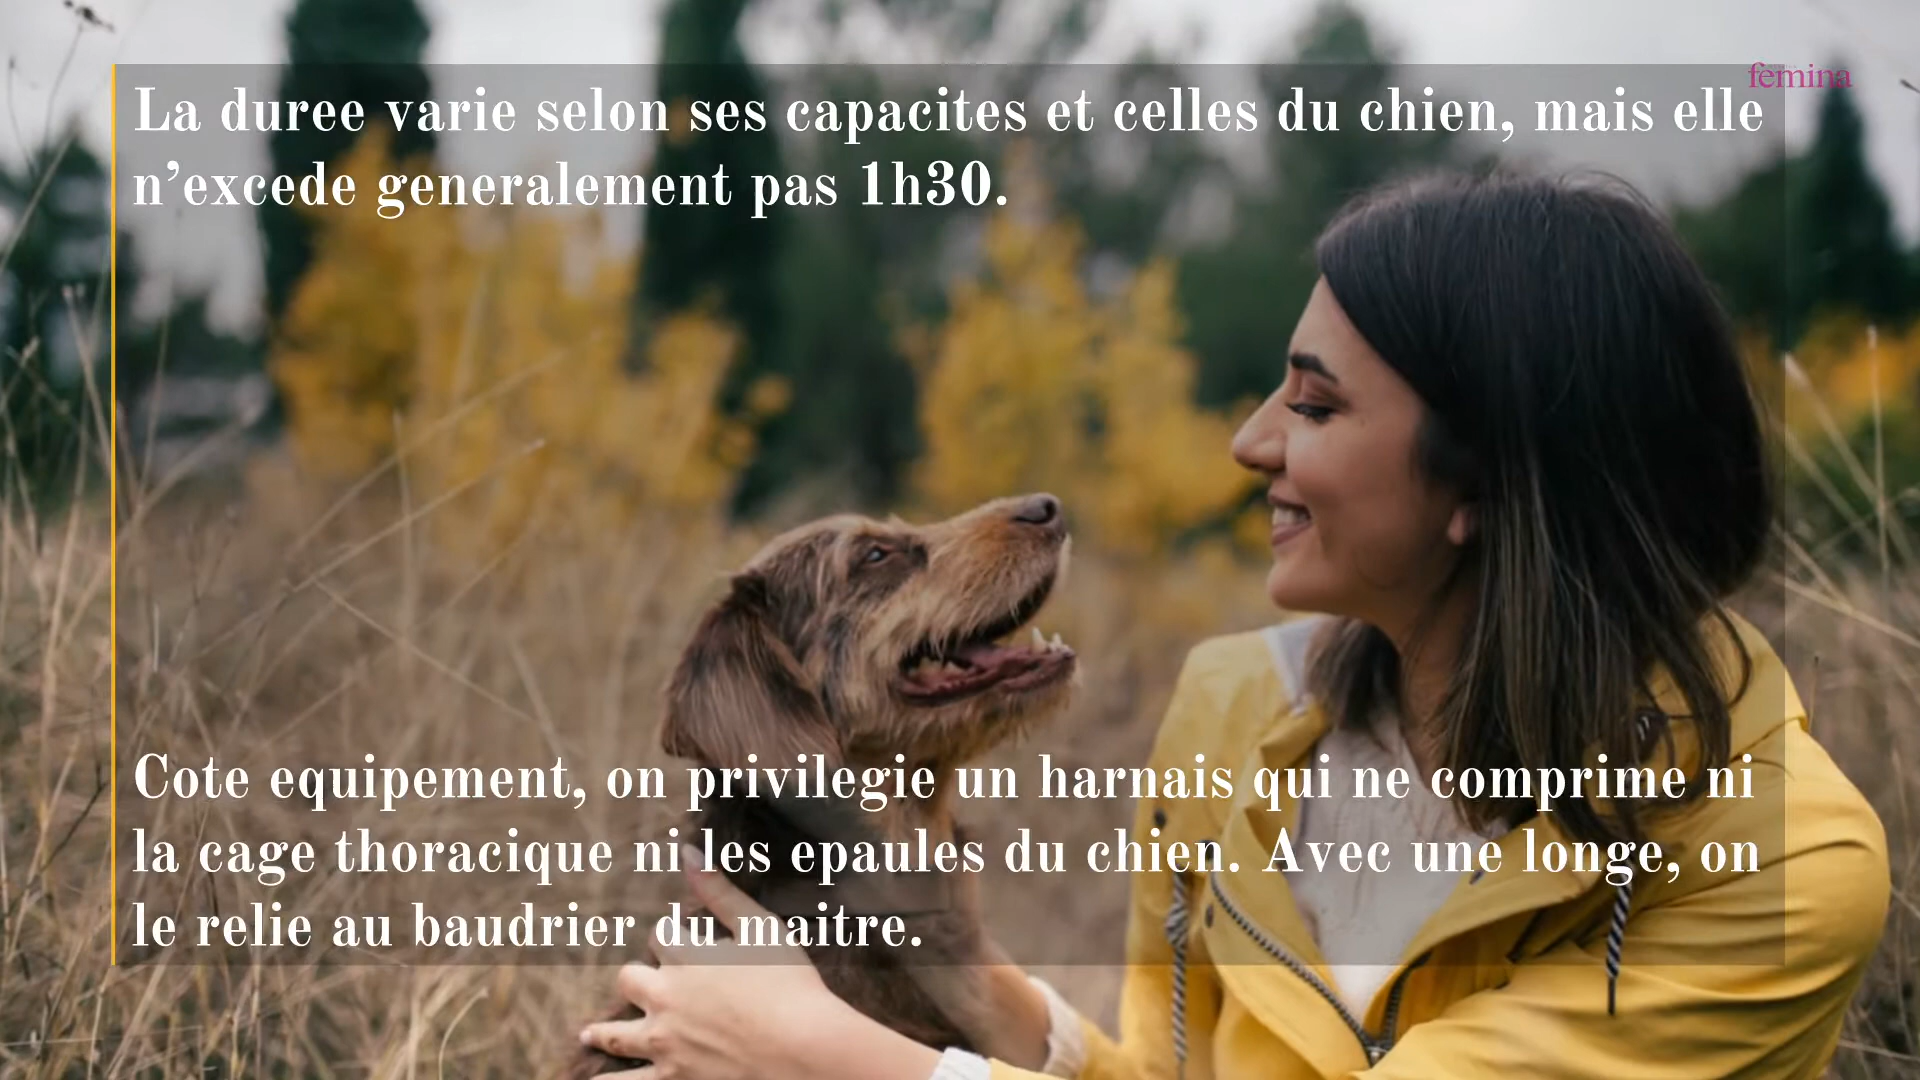 femina
La duree varie selon ses capacites et celles du chien, mais elle
n’excede generalement pas 1h30.
Cote equipement, on privilegie un harnais qui ne comprime ni
la cage thoracique ni les epaules du chien. Avec une longe, on
le relie au baudrier du maitre.